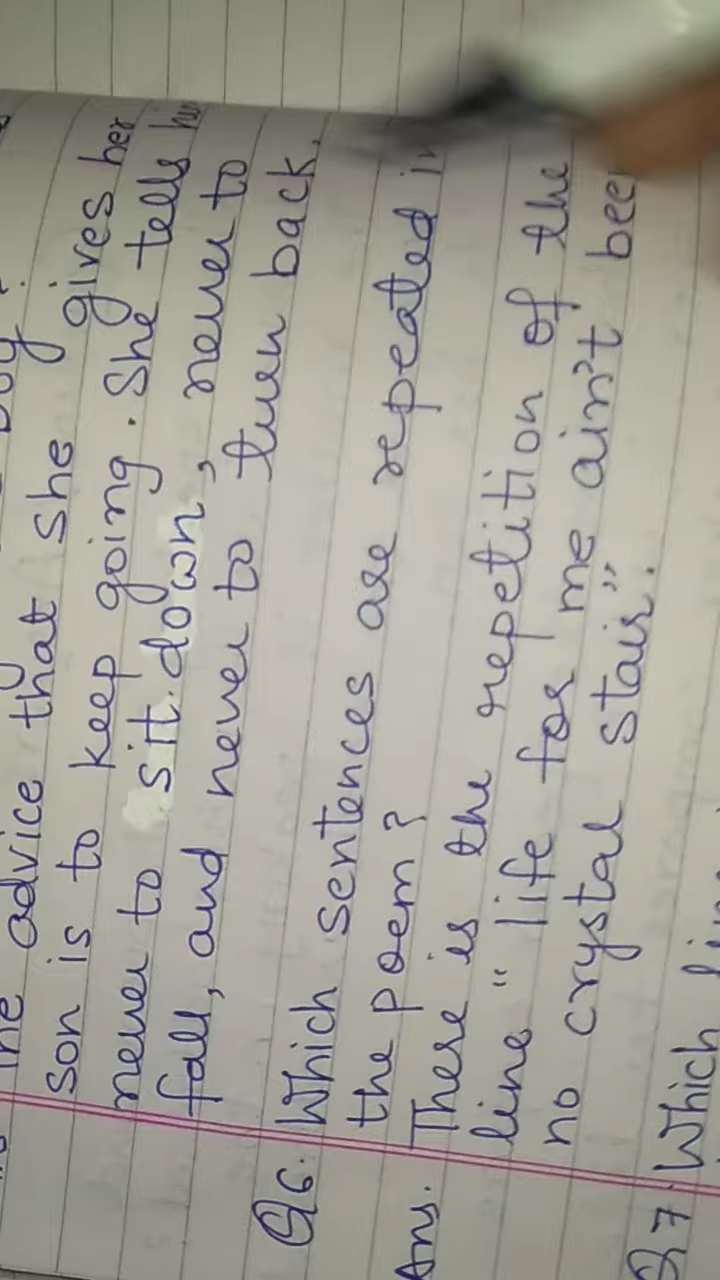 advice that she gives her
son is to keep going. She tells
never to sit down, never to
fall, and never to turn back.
Q6. Which sentences are repeated in
the poem?
Ans. There is the repetition of the
line "life for me ain't been
no crystal stair".
Q7. Which